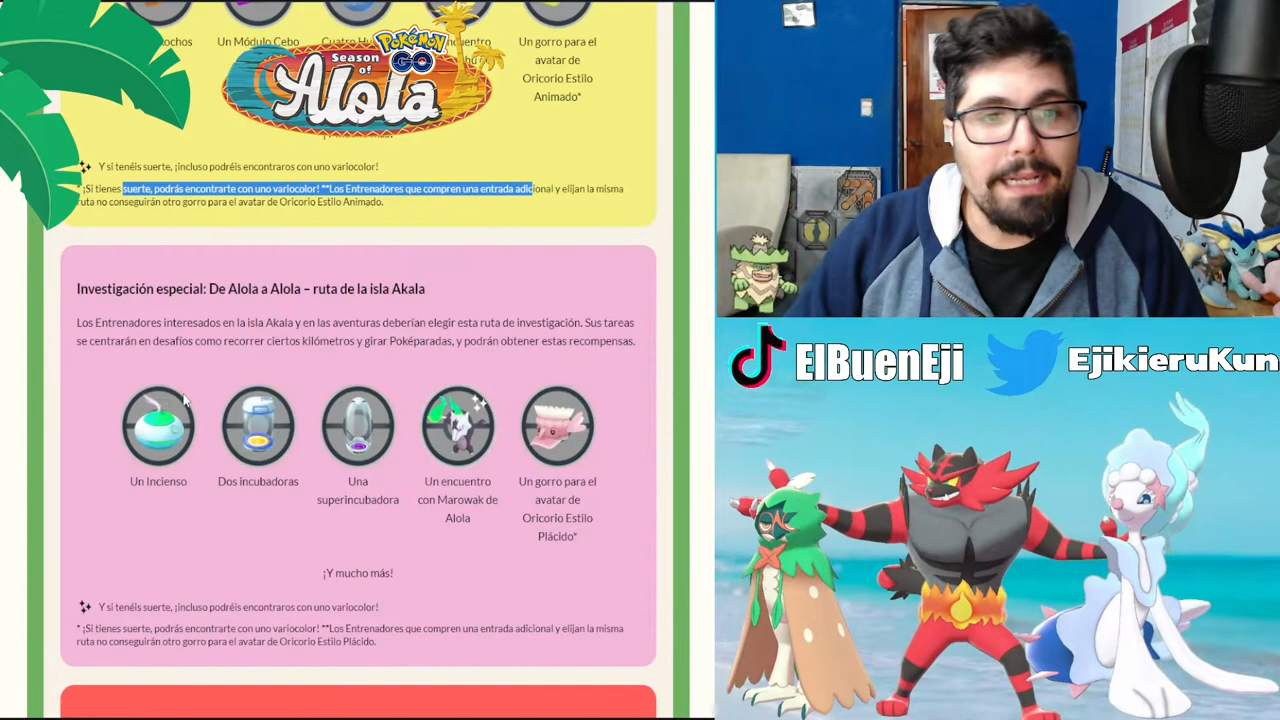 Un Módulo Cebo
Un gorro para el
avatar de
Oricorio Estilo
Animado*
Pokémon
GO
Season
of
Alola
Y si tenéis suerte, ¡incluso podréis encontraros con uno variocolor!
* ¡Si tienes suerte, podrás encontrarte con uno variocolor! **Los Entrenadores que compren una entrada adicional y elijan la misma
ruta no conseguirán otro gorro para el avatar de Oricorio Estilo Animado.
Investigación especial: De Alola a Alola – ruta de la isla Akala
Los Entrenadores interesados en la isla Akala y en las aventuras deberían elegir esta ruta de investigación. Sus tareas
se centrarán en desafíos como recorrer ciertos kilómetros y girar Poképaradas, y podrán obtener estas recompensas.
Un Incienso
Dos incubadoras
Una
superincubadora
Un encuentro
con Marowak de
Alola
Un gorro para el
avatar de
Oricorio Estilo
Plácido*
¡Y mucho más!
Y si tenéis suerte, ¡incluso podréis encontraros con uno variocolor!
* ¡Si tienes suerte, podrás encontrarte con uno variocolor! **Los Entrenadores que compren una entrada adicional y elijan la misma
ruta no conseguirán otro gorro para el avatar de Oricorio Estilo Plácido.
ElBuenEji
EjikieruKun